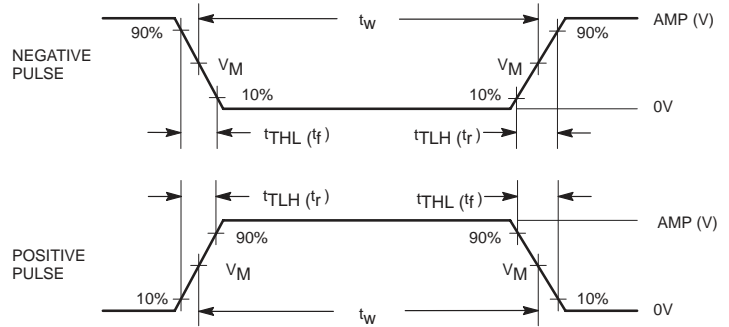 tW
AMP (V)
90%
90%
NEGATIVE
PULSE
VM
VM
10%
10%
0V
tTHL (tf)
tTLH (tr)
tTLH (tr)
tTHL (tf)
AMP (V)
90%
90%
POSITIVE
PULSE
VM
VM
10%
10%
0V
tW